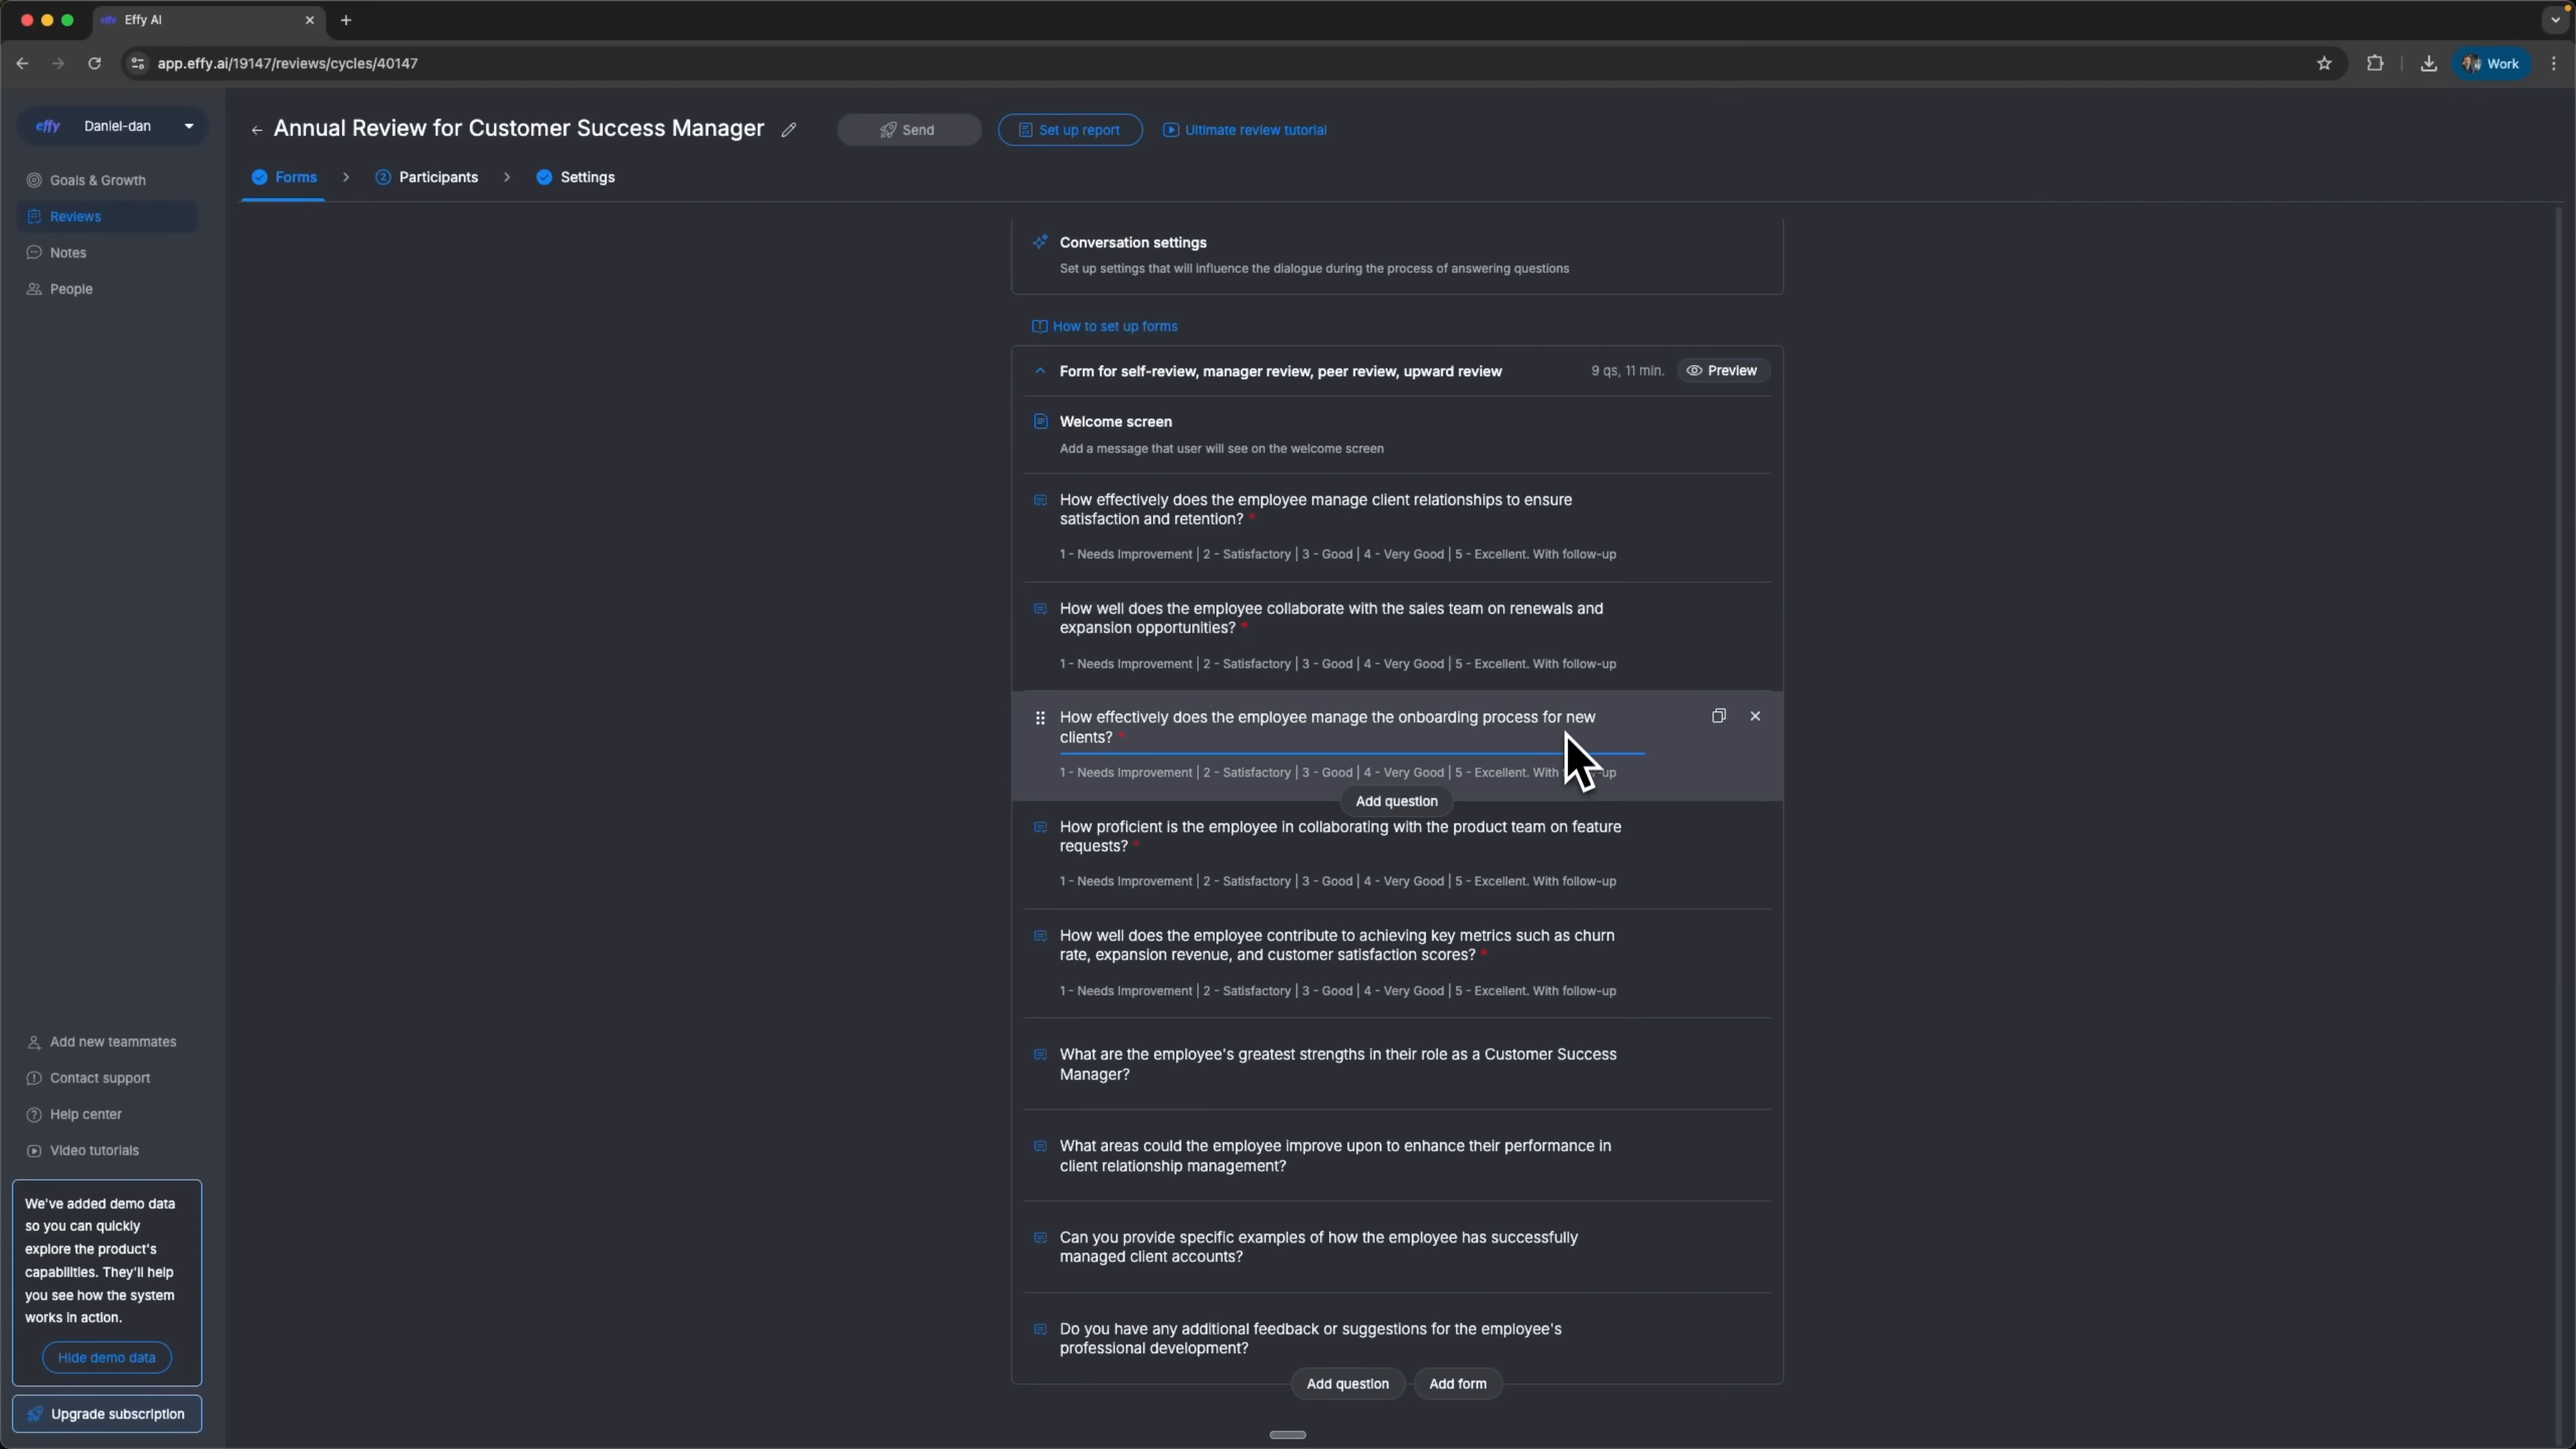 Effy AI
app.effy.ai/19147/reviews/cycles/40147
Work
effy
Daniel-dan
Goals & Growth
Reviews
Notes
People
Annual Review for Customer Success Manager
Send
Set up report
Ultimate review tutorial
Forms
2
Participants
Settings
Conversation settings
Set up settings that will influence the dialogue during the process of answering questions
How to set up forms
Form for self-review, manager review, peer review, upward review
9 qs, 11 min.
Preview
Welcome screen
Add a message that user will see on the welcome screen
How effectively does the employee manage client relationships to ensure
satisfaction and retention? *
1 - Needs Improvement | 2 - Satisfactory | 3 - Good | 4 - Very Good | 5 - Excellent. With follow-up
How well does the employee collaborate with the sales team on renewals and
expansion opportunities? *
1 - Needs Improvement | 2 - Satisfactory | 3 - Good | 4 - Very Good | 5 - Excellent. With follow-up
How effectively does the employee manage the onboarding process for new
clients? *
1 - Needs Improvement | 2 - Satisfactory | 3 - Good | 4 - Very Good | 5 - Excellent. With up
Add question
How proficient is the employee in collaborating with the product team on feature
requests? *
1 - Needs Improvement | 2 - Satisfactory | 3 - Good | 4 - Very Good | 5 - Excellent. With follow-up
How well does the employee contribute to achieving key metrics such as churn
rate, expansion revenue, and customer satisfaction scores? *
1 - Needs Improvement | 2 - Satisfactory | 3 - Good | 4 - Very Good | 5 - Excellent. With follow-up
What are the employee's greatest strengths in their role as a Customer Success
Manager?
What areas could the employee improve upon to enhance their performance in
client relationship management?
Can you provide specific examples of how the employee has successfully
managed client accounts?
Do you have any additional feedback or suggestions for the employee's
professional development?
Add question
Add form
Add new teammates
Contact support
Help center
Video tutorials
We've added demo data
so you can quickly
explore the product's
capabilities. They'll help
you see how the system
works in action.
Hide demo data
Upgrade subscription